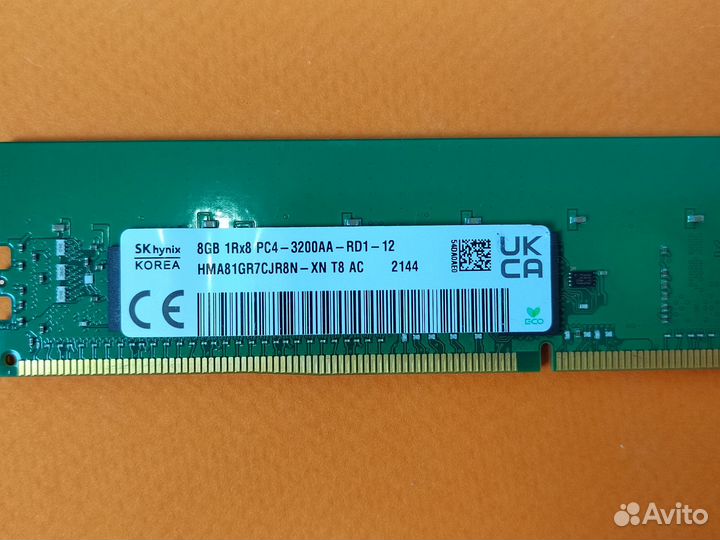 SK hynix
KOREA
8GB 1Rx8 PC4-3200AA-RD1-12
HMA81GR7CJR8N-XN T8 AC 2144
54DA0AE0
UK
CA
CE
ECO
Avito